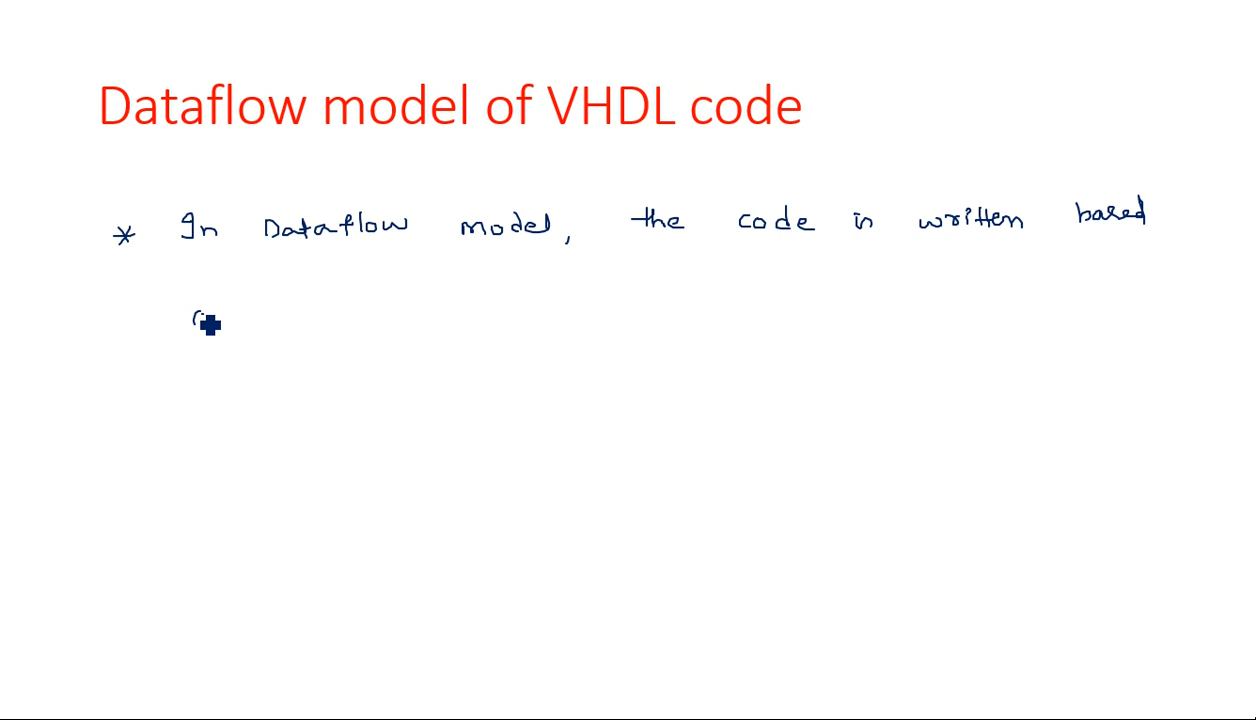 Dataflow model of VHDL code
* In Dataflow model, the code is written based